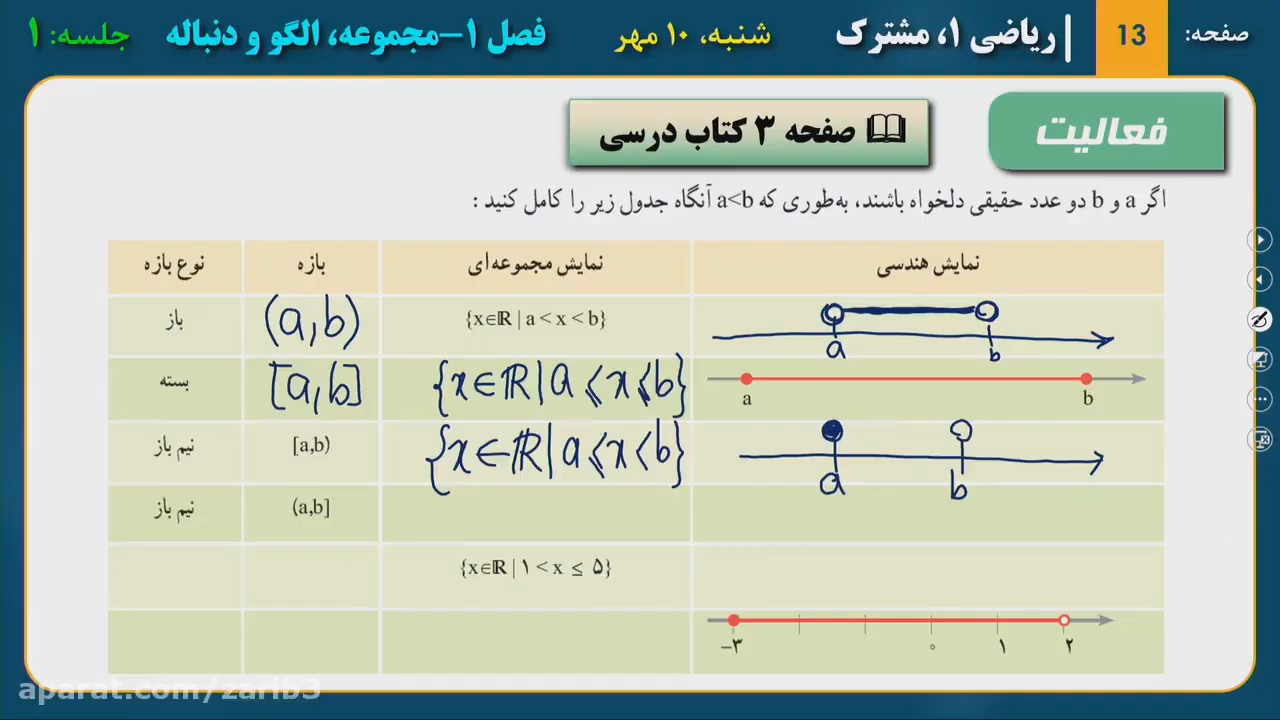 صفحه: 13 ریاضی ۱، مشترک شنبه، ۱۰ مهر فصل ۱-مجموعه، الگو و دنباله جلسه: ۱
فعالیت
صفحه ۳ کتاب درسی
اگر a و b دو عدد حقیقی دلخواه باشند، به‌طوری که a<b آنگاه جدول زیر را کامل کنید :
نمایش هندسی نمایش مجموعه‌ای بازه نوع بازه
a b {x∈ℝ | a < x < b} (a,b) باز
a b {x∈ℝ | a ≤ x ≤ b} [a,b] بسته
a b {x∈ℝ | a ≤ x < b} [a,b) نیم باز
(a,b] نیم باز
{x∈ℝ | ۱ < x ≤ ۵}
-۳ ۰ ۱ ۲
aparat.com/zarib3